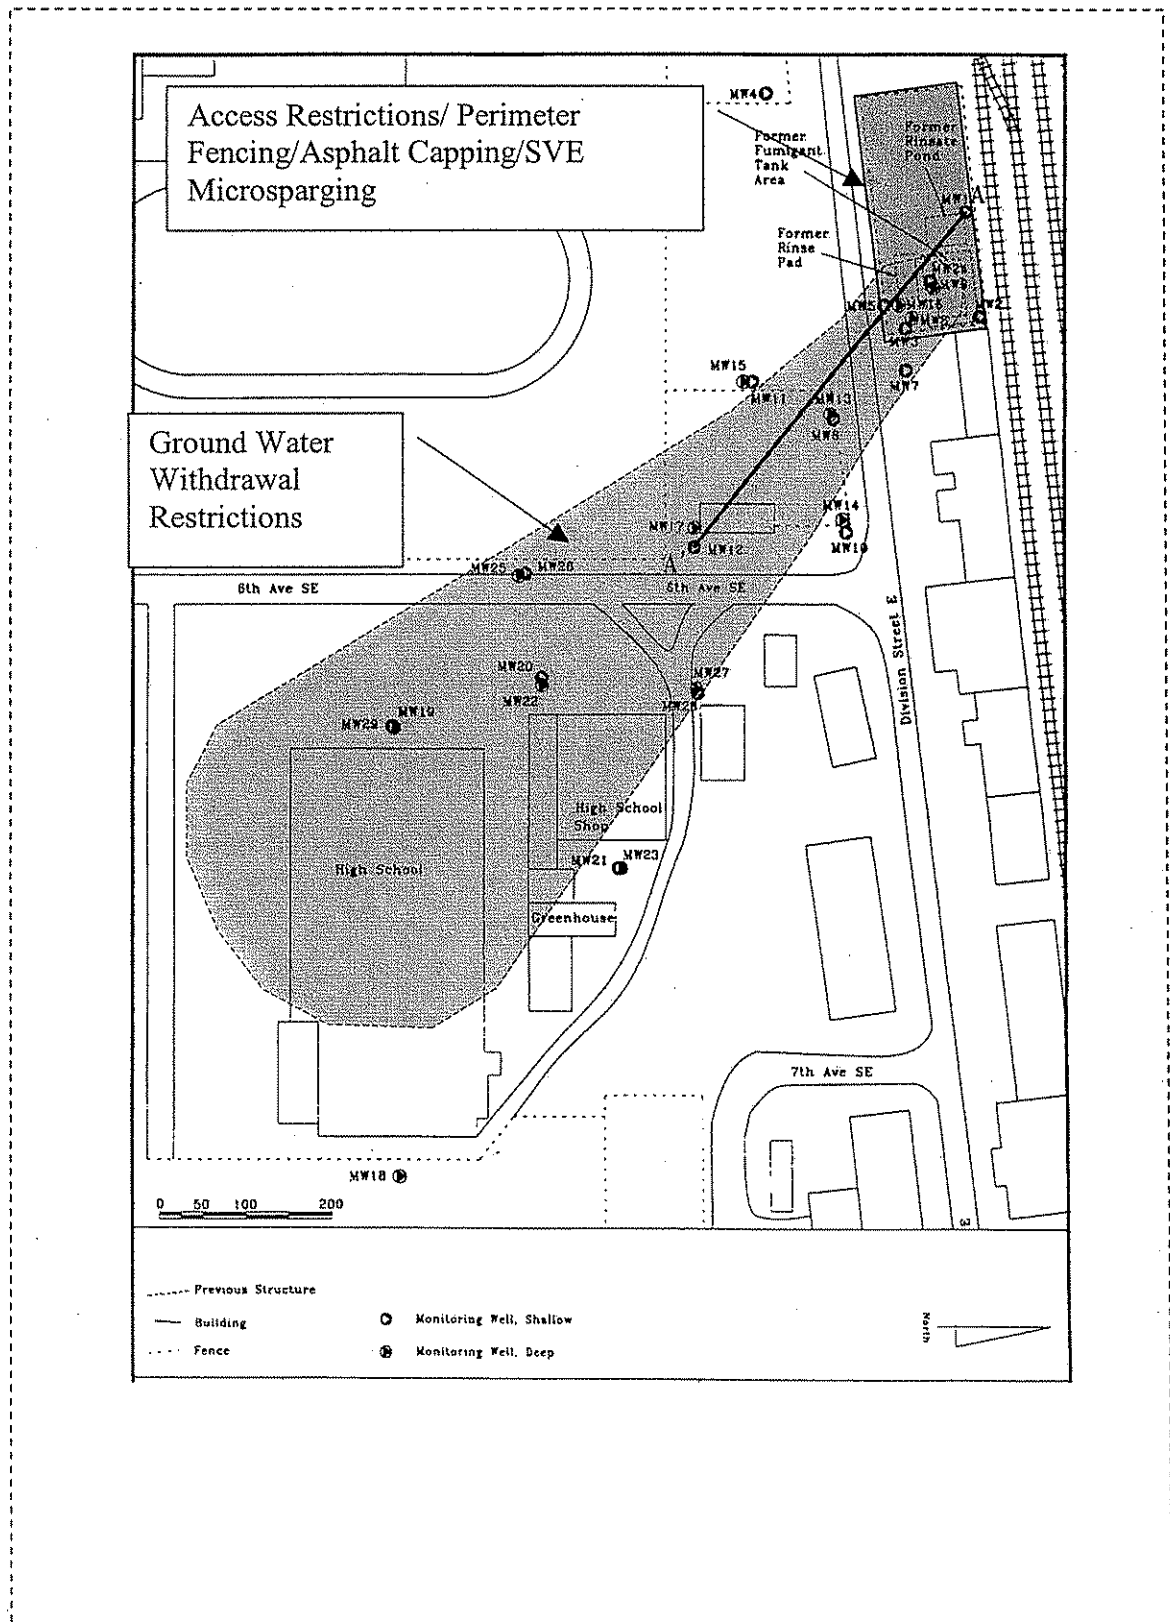 MW4
Access Restrictions/ Perimeter
Fencing/Asphalt Capping/SVE
Microsparging
Former
Fumigant
Tank
Area
Former
Rinsate
Pond
MW1
A
Former
Rinse
Pad
MW5
MW2
MW3
MW7
MW15
MW11
MW13
MW8
Ground Water
Withdrawal
Restrictions
MW14
MW10
MW17
MW12
A
MW25
MW26
6th Ave SE
6th Ave SE
Division Street E
MW20
MW22
MW27
MW28
MW19
MW29
High School
Shop
MW21
MW23
High School
Greenhouse
7th Ave SE
MW18
0 50 100 200
3
Previous Structure
Building
Fence
Monitoring Well, Shallow
Monitoring Well, Deep
North